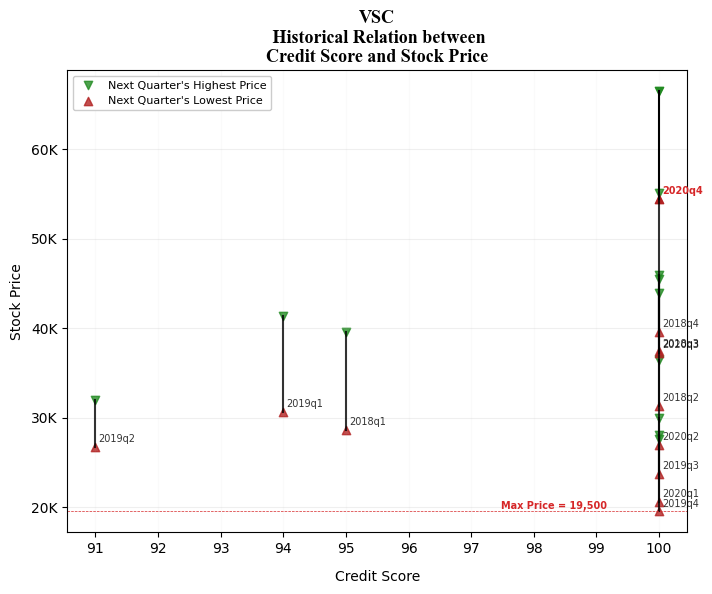 VSC
Historical Relation between
Credit Score and Stock Price
Next Quarter's Highest Price
Next Quarter's Lowest Price
Stock Price
60K
50K
40K
30K
20K
2020q4
2018q4
2018q3
2020q3
2019q1
2018q1
2018q2
2019q2
2020q2
2019q3
2020q1
2019q4
Max Price = 19,500
91 92 93 94 95 96 97 98 99 100
Credit Score